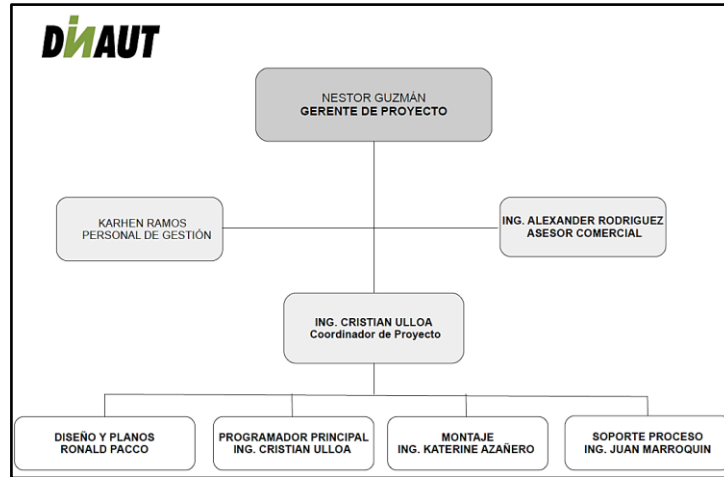 DINAUT
NESTOR GUZMÁN
GERENTE DE PROYECTO
KARHEN RAMOS
PERSONAL DE GESTIÓN
ING. ALEXANDER RODRIGUEZ
ASESOR COMERCIAL
ING. CRISTIAN ULLOA
Coordinador de Proyecto
DISEÑO Y PLANOS
RONALD PACCO
PROGRAMADOR PRINCIPAL
ING. CRISTIAN ULLOA
MONTAJE
ING. KATERINE AZAÑERO
SOPORTE PROCESO
ING. JUAN MARROQUIN